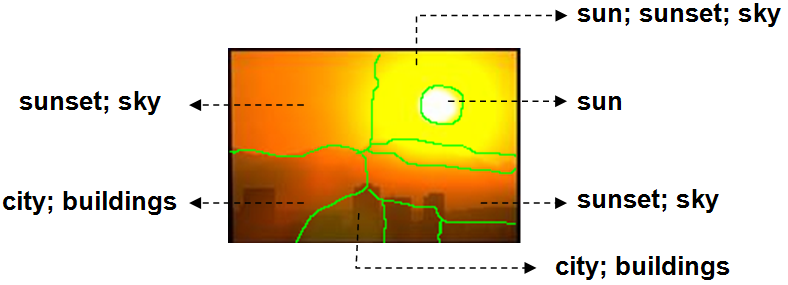 sun; sunset; sky
sunset; sky
sun
city; buildings
sunset; sky
city; buildings